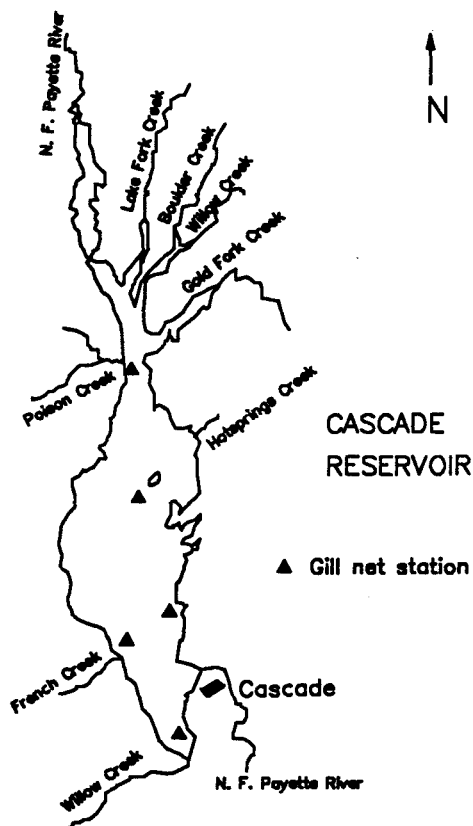 N. F. Payette River
Lake Fork Creek
Boulder Creek
Willow Creek
Gold Fork Creek
N
Poison Creek
Hotsprings Creek
CASCADE
RESERVOIR
▲ Gill net station
French Creek
Cascade
Willow Creek
N. F. Payette River